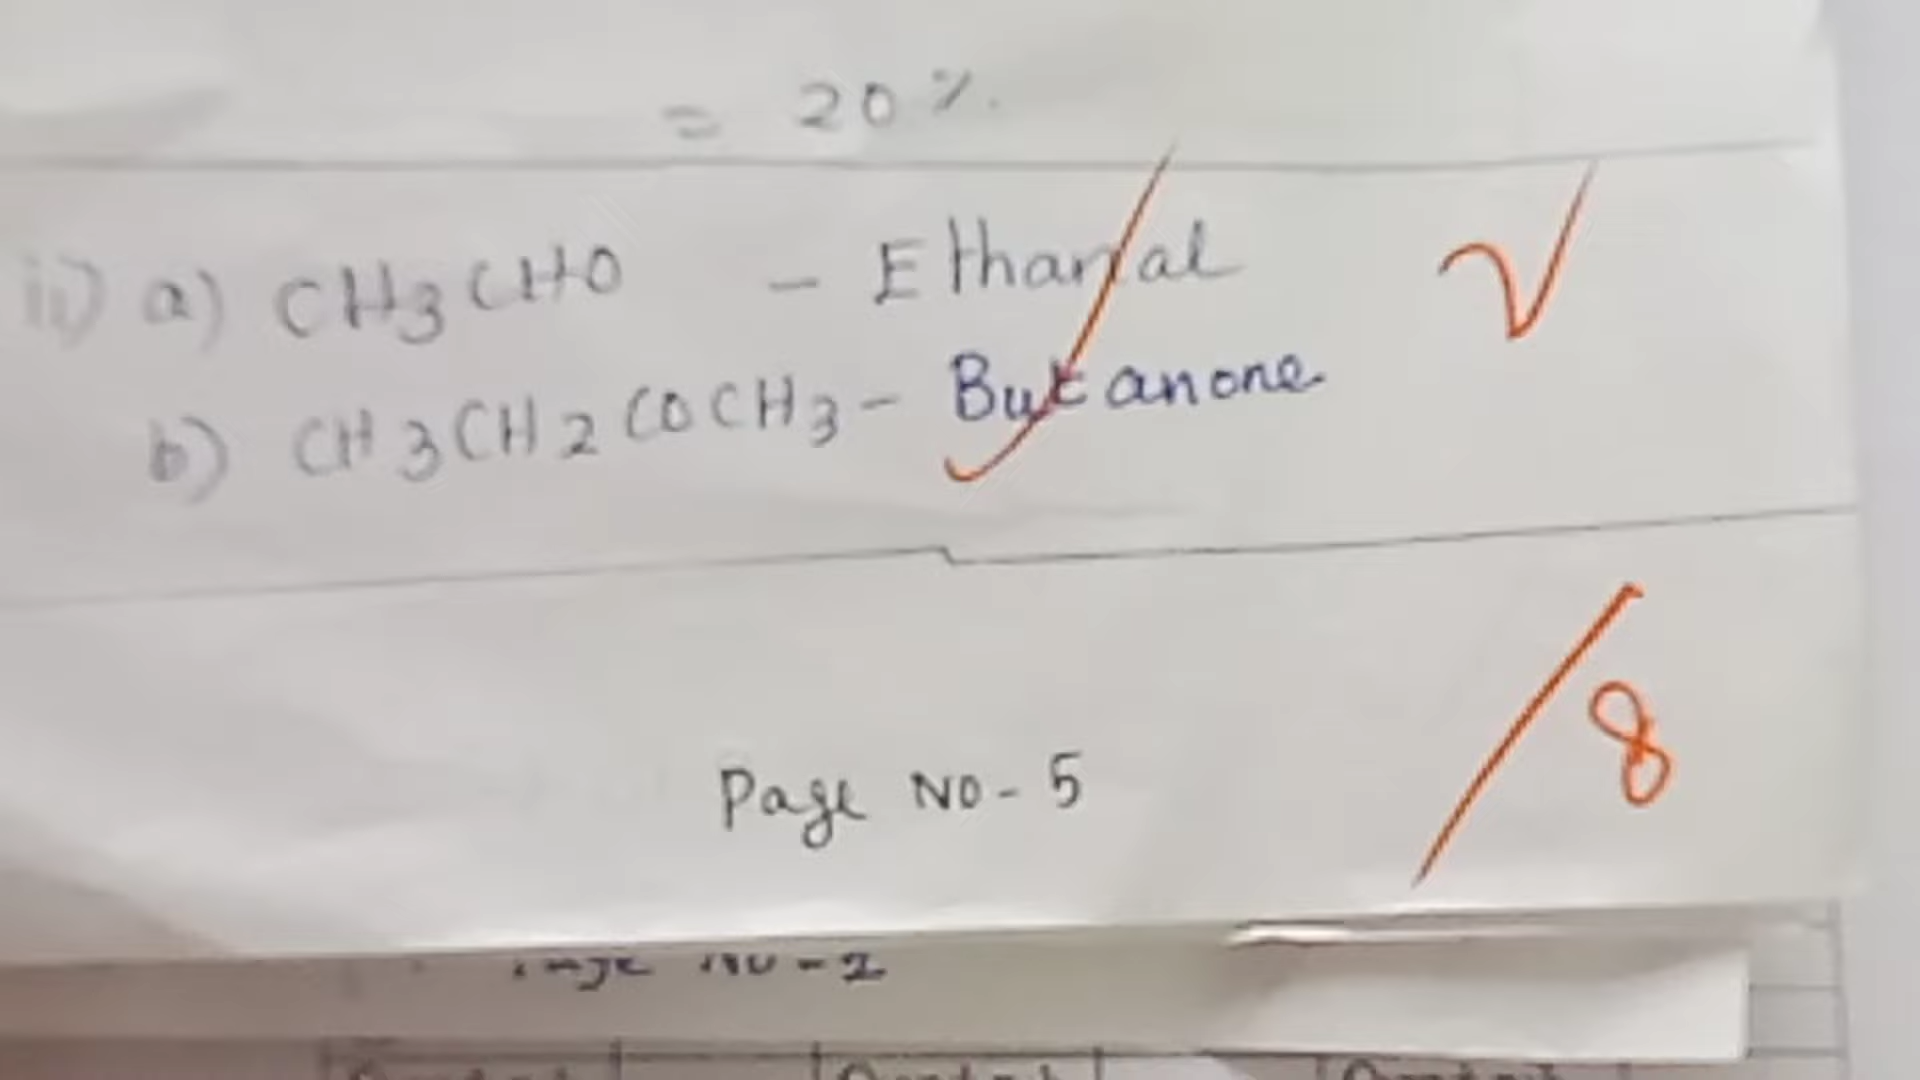 = 20%.
ii) a) CH3CHO - Ethanal
b) CH3CH2COCH3 - Butanone
/8
Page NO - 5